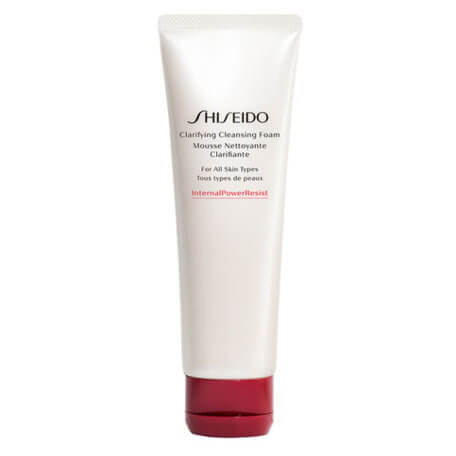 SHISEIDO
Clarifying Cleansing Foam
Mousse Nettoyante
Clarifiante
For All Skin Types
Tous types de peaux
InternalPowerResist